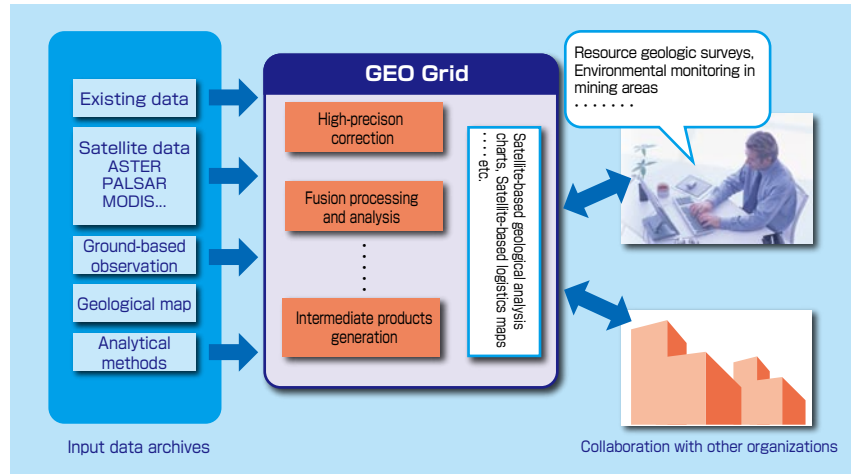 Existing data
Satellite data
ASTER
PALSAR
MODIS...
Ground-based
observation
Geological map
Analytical
methods
Input data archives
GEO Grid
High-precison
correction
Fusion processing
and analysis
Intermediate products
generation
Satellite-based geological analysis
charts, Satellite-based logistics maps
· · · · etc.
Resource geologic surveys,
Environmental monitoring in
mining areas
· · · · · · ·
Collaboration with other organizations